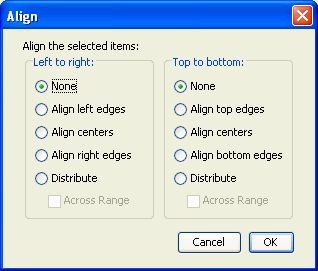 Align
Align the selected items:
Left to right:
None
Align left edges
Align centers
Align right edges
Distribute
Across Range
Top to bottom:
None
Align top edges
Align centers
Align bottom edges
Distribute
Across Range
Cancel
OK